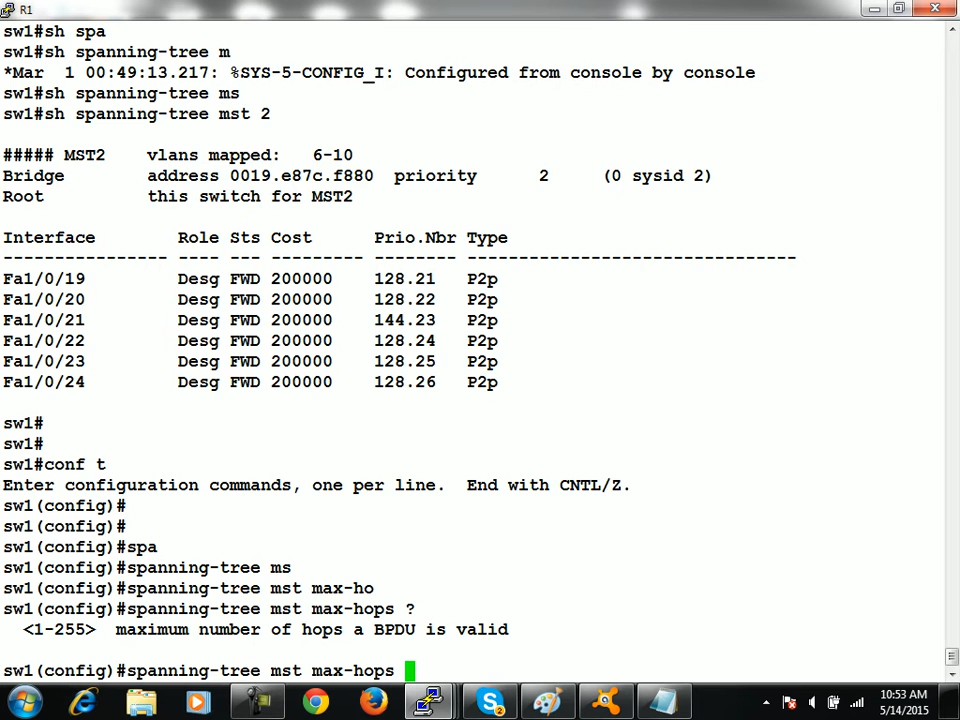 R1
sw1#sh spa
sw1#sh spanning-tree m
*Mar  1 00:49:13.217: %SYS-5-CONFIG_I: Configured from console by console
sw1#sh spanning-tree ms
sw1#sh spanning-tree mst 2

##### MST2    vlans mapped:   6-10
Bridge        address 0019.e87c.f880  priority      2     (0 sysid 2)
Root          this switch for MST2

Interface        Role Sts Cost      Prio.Nbr Type
---------------- ---- --- --------- -------- --------------------------------
Fa1/0/19         Desg FWD 200000    128.21   P2p
Fa1/0/20         Desg FWD 200000    128.22   P2p
Fa1/0/21         Desg FWD 200000    144.23   P2p
Fa1/0/22         Desg FWD 200000    128.24   P2p
Fa1/0/23         Desg FWD 200000    128.25   P2p
Fa1/0/24         Desg FWD 200000    128.26   P2p

sw1#
sw1#
sw1#conf t
Enter configuration commands, one per line.  End with CNTL/Z.
sw1(config)#
sw1(config)#
sw1(config)#spa
sw1(config)#spanning-tree ms
sw1(config)#spanning-tree mst max-ho
sw1(config)#spanning-tree mst max-hops ?
  <1-255>  maximum number of hops a BPDU is valid

sw1(config)#spanning-tree mst max-hops
2
10:53 AM
5/14/2015